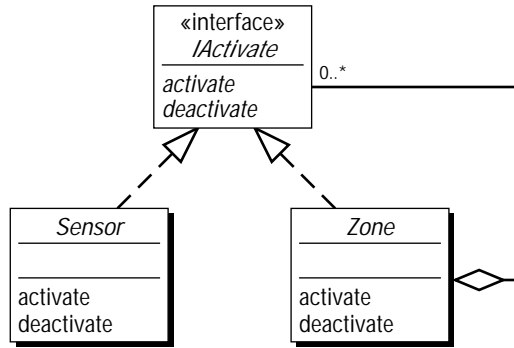 «interface»
IActivate
activate
deactivate
0..*
Sensor
activate
deactivate
Zone
activate
deactivate